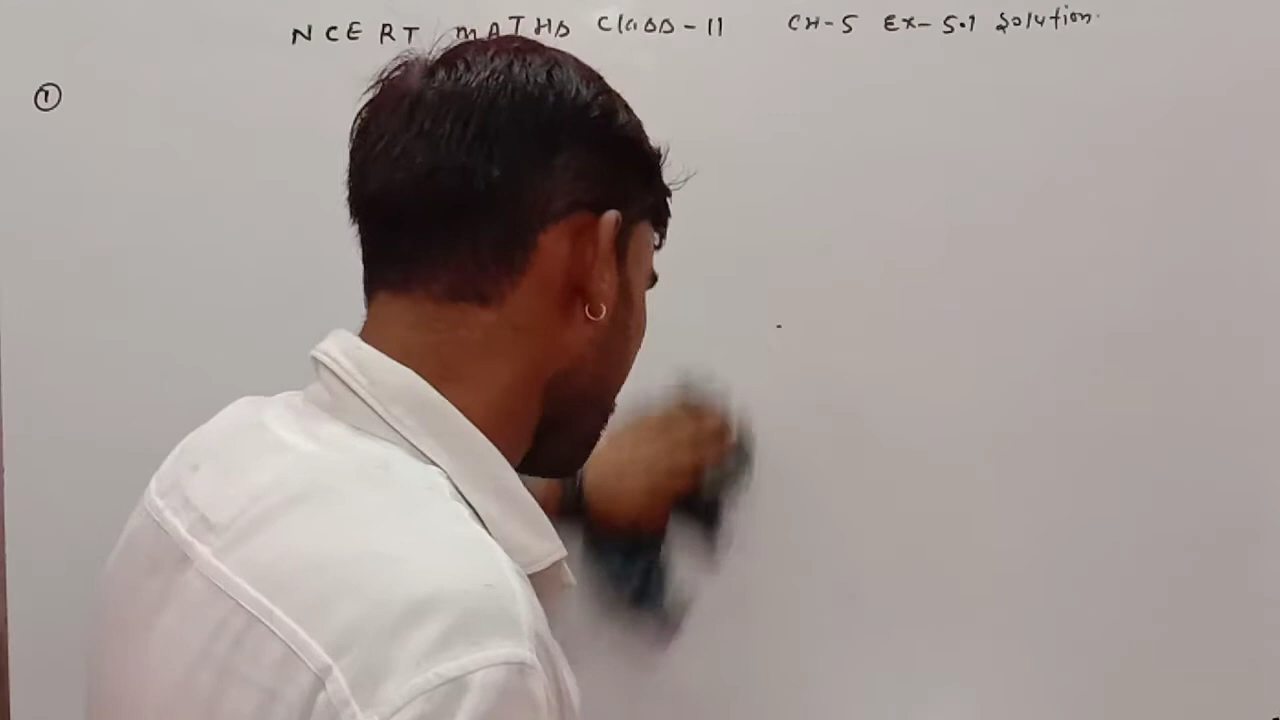 NCERT MATHS Class-11 CH-5 Ex-5.1 Solution.
①